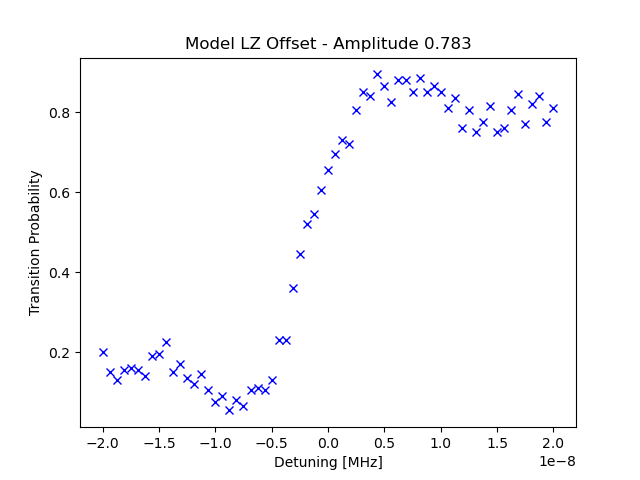 Model LZ Offset - Amplitude 0.783
Transition Probability
0.8
0.6
0.4
0.2
−2.0 −1.5 −1.0 −0.5 0.0 0.5 1.0 1.5 2.0
1e−8
Detuning [MHz]